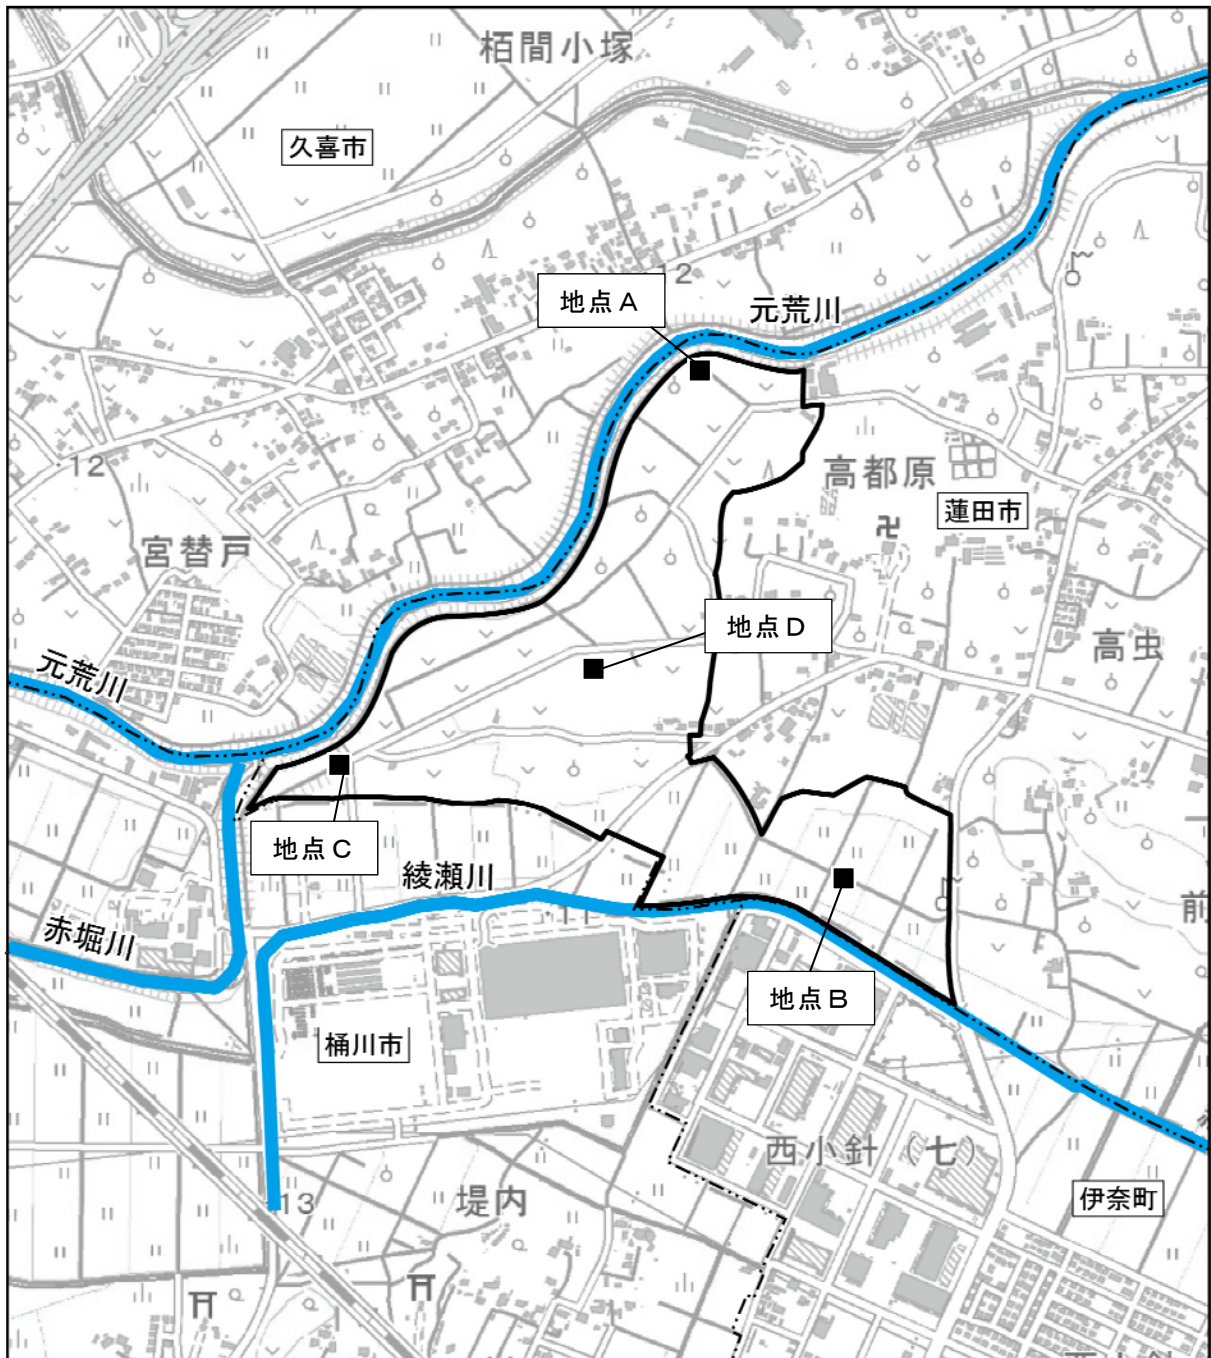 栢間小塚
久喜市
12
地点A
元荒川
12
高都原
蓮田市
宮替戸
地点D
高虫
元荒川
地点C
綾瀬川
前
11
赤堀川
地点B
桶川市
西小針(七)
堤内
13
伊奈町